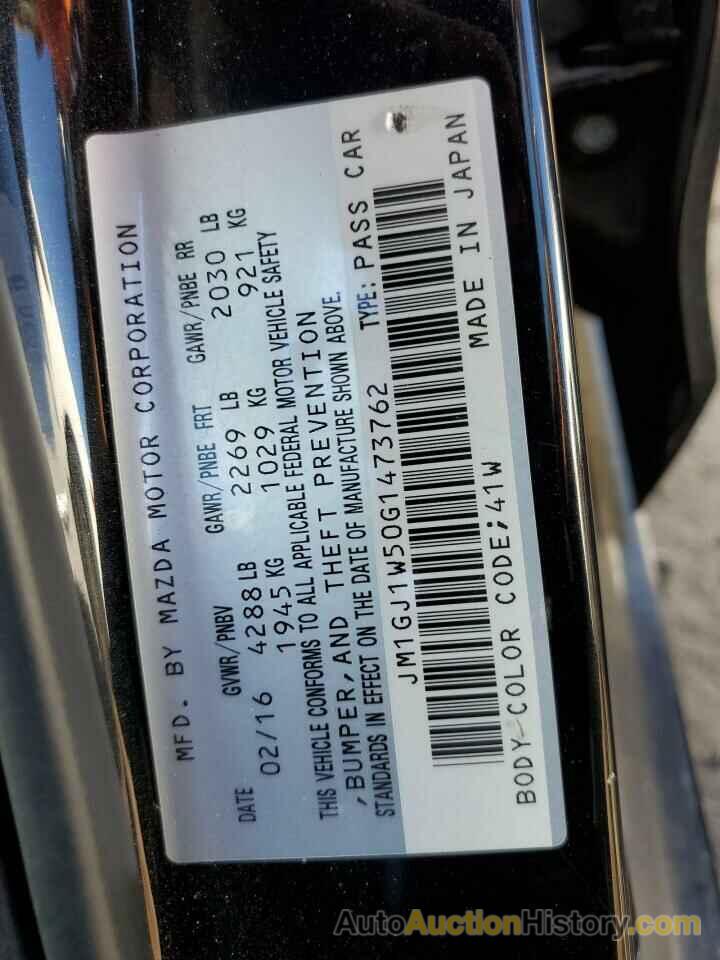 MFD. BY MAZDA MOTOR CORPORATION
DATE GVWR/PNBV GAWR/PNBE FRT GAWR/PNBE RR
02/16 4288 LB 2269 LB 2030 LB
1945 KG 1029 KG 921 KG
THIS VEHICLE CONFORMS TO ALL APPLICABLE FEDERAL MOTOR VEHICLE SAFETY
,BUMPER,AND THEFT PREVENTION
STANDARDS IN EFFECT ON THE DATE OF MANUFACTURE SHOWN ABOVE.
JM1GJ1W50G1473762 TYPE: PASS CAR
BODY COLOR CODE;41W MADE IN JAPAN
AutoAuctionHistory.com